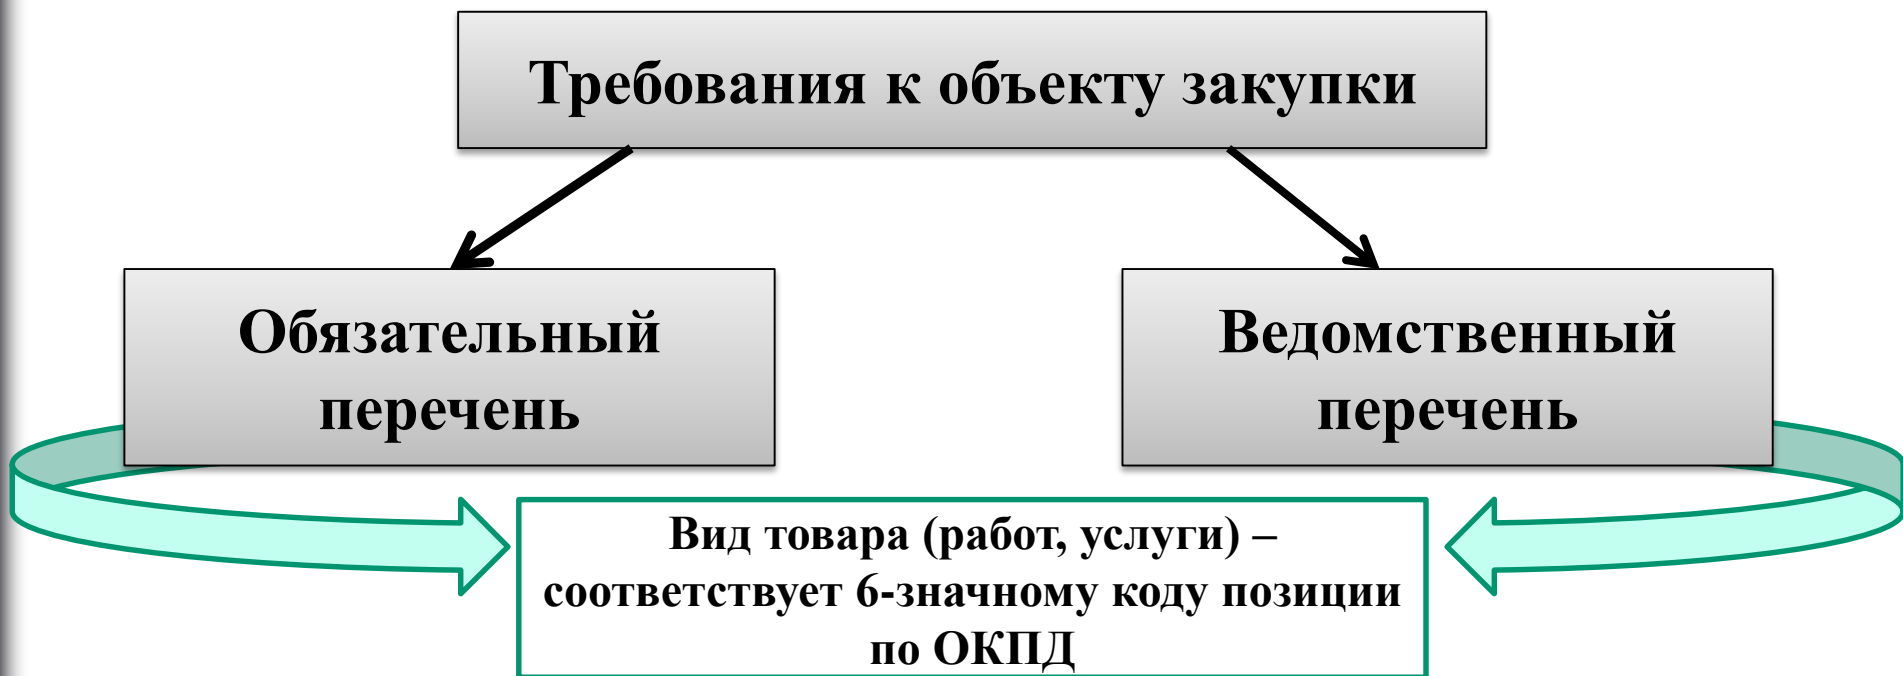 Требования к объекту закупки
Обязательный
перечень
Ведомственный
перечень
Вид товара (работ, услуги) –
соответствует 6-значному коду позиции
по ОКПД